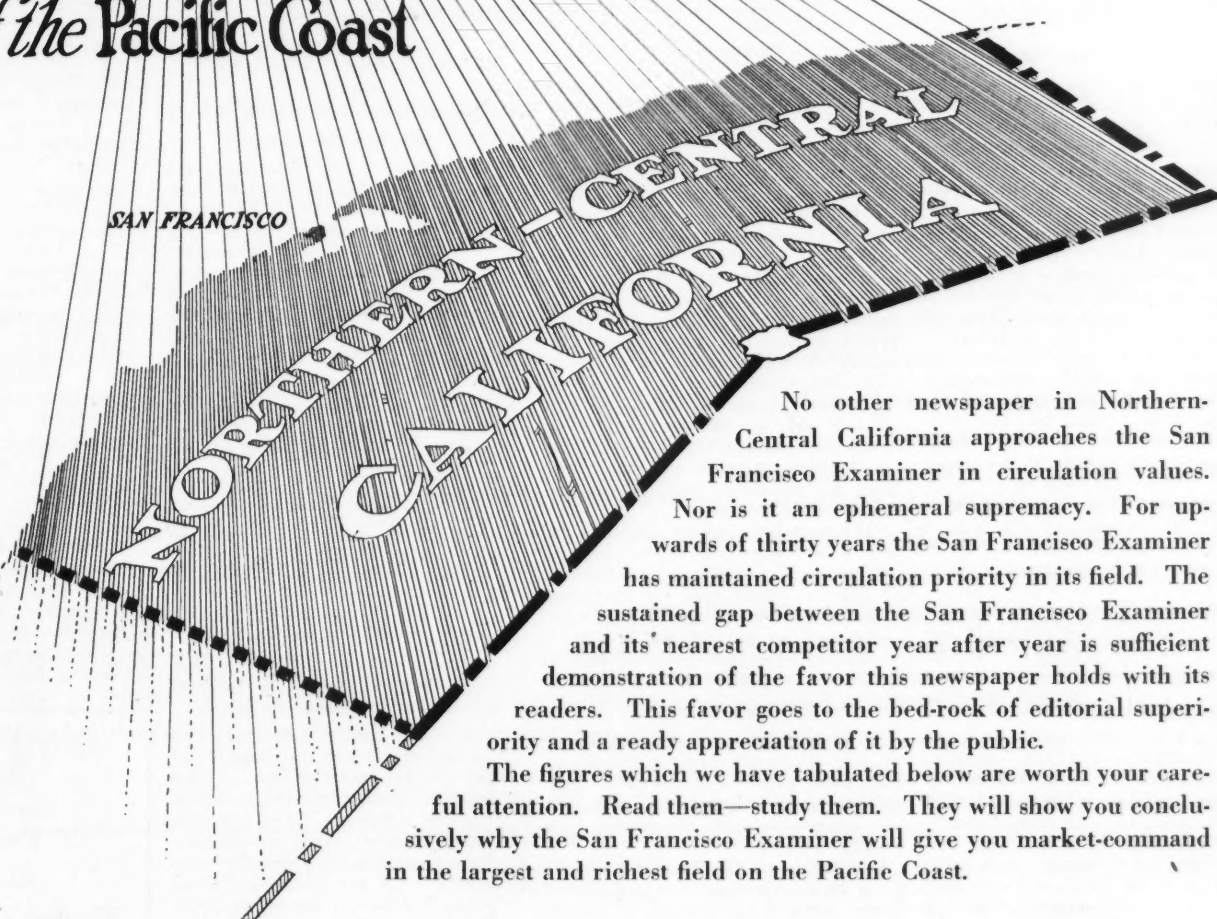 the Pacific Coast
SAN FRANCISCO
NORTHERN-CENTRAL
CALIFORNIA
No other newspaper in Northern-
Central California approaches the San
Francisco Examiner in circulation values.
Nor is it an ephemeral supremacy. For up-
wards of thirty years the San Francisco Examiner
has maintained circulation priority in its field. The
sustained gap between the San Francisco Examiner
and its nearest competitor year after year is sufficient
demonstration of the favor this newspaper holds with its
readers. This favor goes to the bed-rock of editorial superi-
ority and a ready appreciation of it by the public.
The figures which we have tabulated below are worth your care-
ful attention. Read them—study them. They will show you conclu-
sively why the San Francisco Examiner will give you market-command
in the largest and richest field on the Pacific Coast.